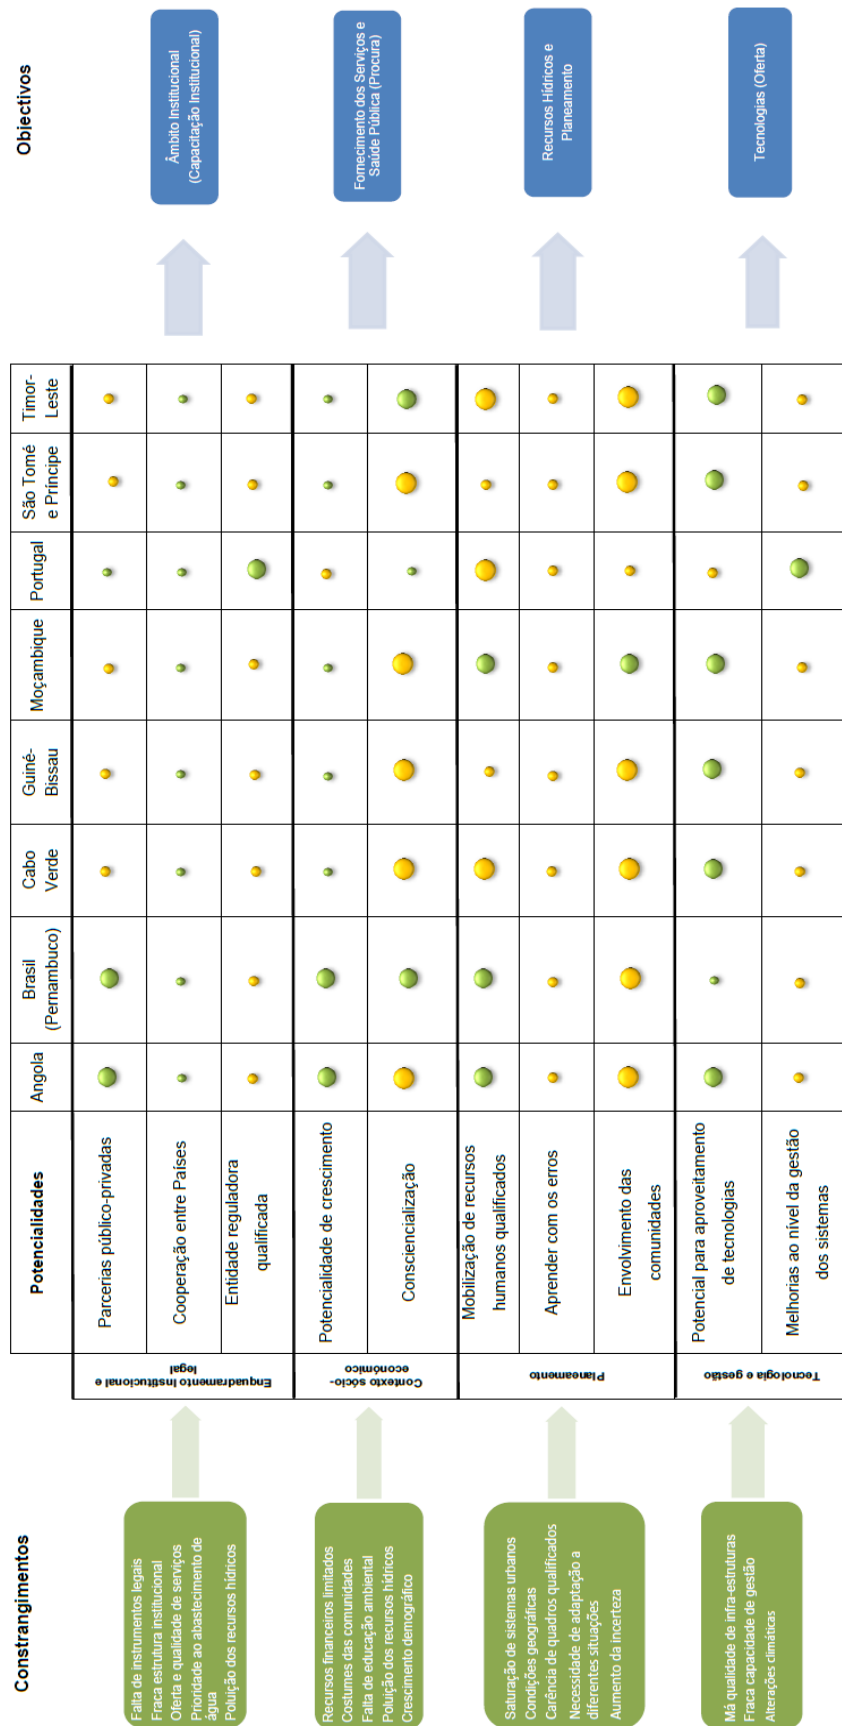 Constrangimentos
Falta de instrumentos legais
Fraca estrutura institucional
Oferta e qualidade de serviços
Prioridade ao abastecimento de
água
Poluição dos recursos hídricos
Recursos financeiros limitados
Costumes das comunidades
Falta de educação ambiental
Poluição dos recursos hídricos
Crescimento demográfico
Saturação de sistemas urbanos
Condições geográficas
Carência de quadros qualificados
Necessidade de adaptação a
diferentes situações
Aumento da incerteza
Má qualidade de infra-estruturas
Fraca capacidade de gestão
Alterações climáticas
Potencialidades
Angola
Brasil
(Pernambuco)
Cabo
Verde
Guiné-
Bissau
Moçambique
Portugal
São Tomé
e Príncipe
Timor-
Leste
Enquadramento Institucional e
legal
Parcerias público-privadas
Cooperação entre Países
Entidade reguladora
qualificada
Contexto sócio-
económico
Potencialidade de crescimento
Consciencialização
Planeamento
Mobilização de recursos
humanos qualificados
Aprender com os erros
Envolvimento das
comunidades
Tecnologia e gestão
Potencial para aproveitamento
de tecnologias
Melhorias ao nível da gestão
dos sistemas
Objectivos
Âmbito Institucional
(Capacitação Institucional)
Fornecimento dos Serviços e
Saúde Pública (Procura)
Recursos Hídricos e
Planeamento
Tecnologias (Oferta)